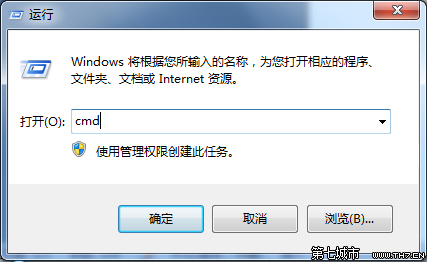 运行
Windows 将根据您所输入的名称，为您打开相应的程序、
文件夹、文档或 Internet 资源。
打开(O): cmd
使用管理权限创建此任务。
确定 取消 浏览(B)...
第七城市 WWW.TH7.CN